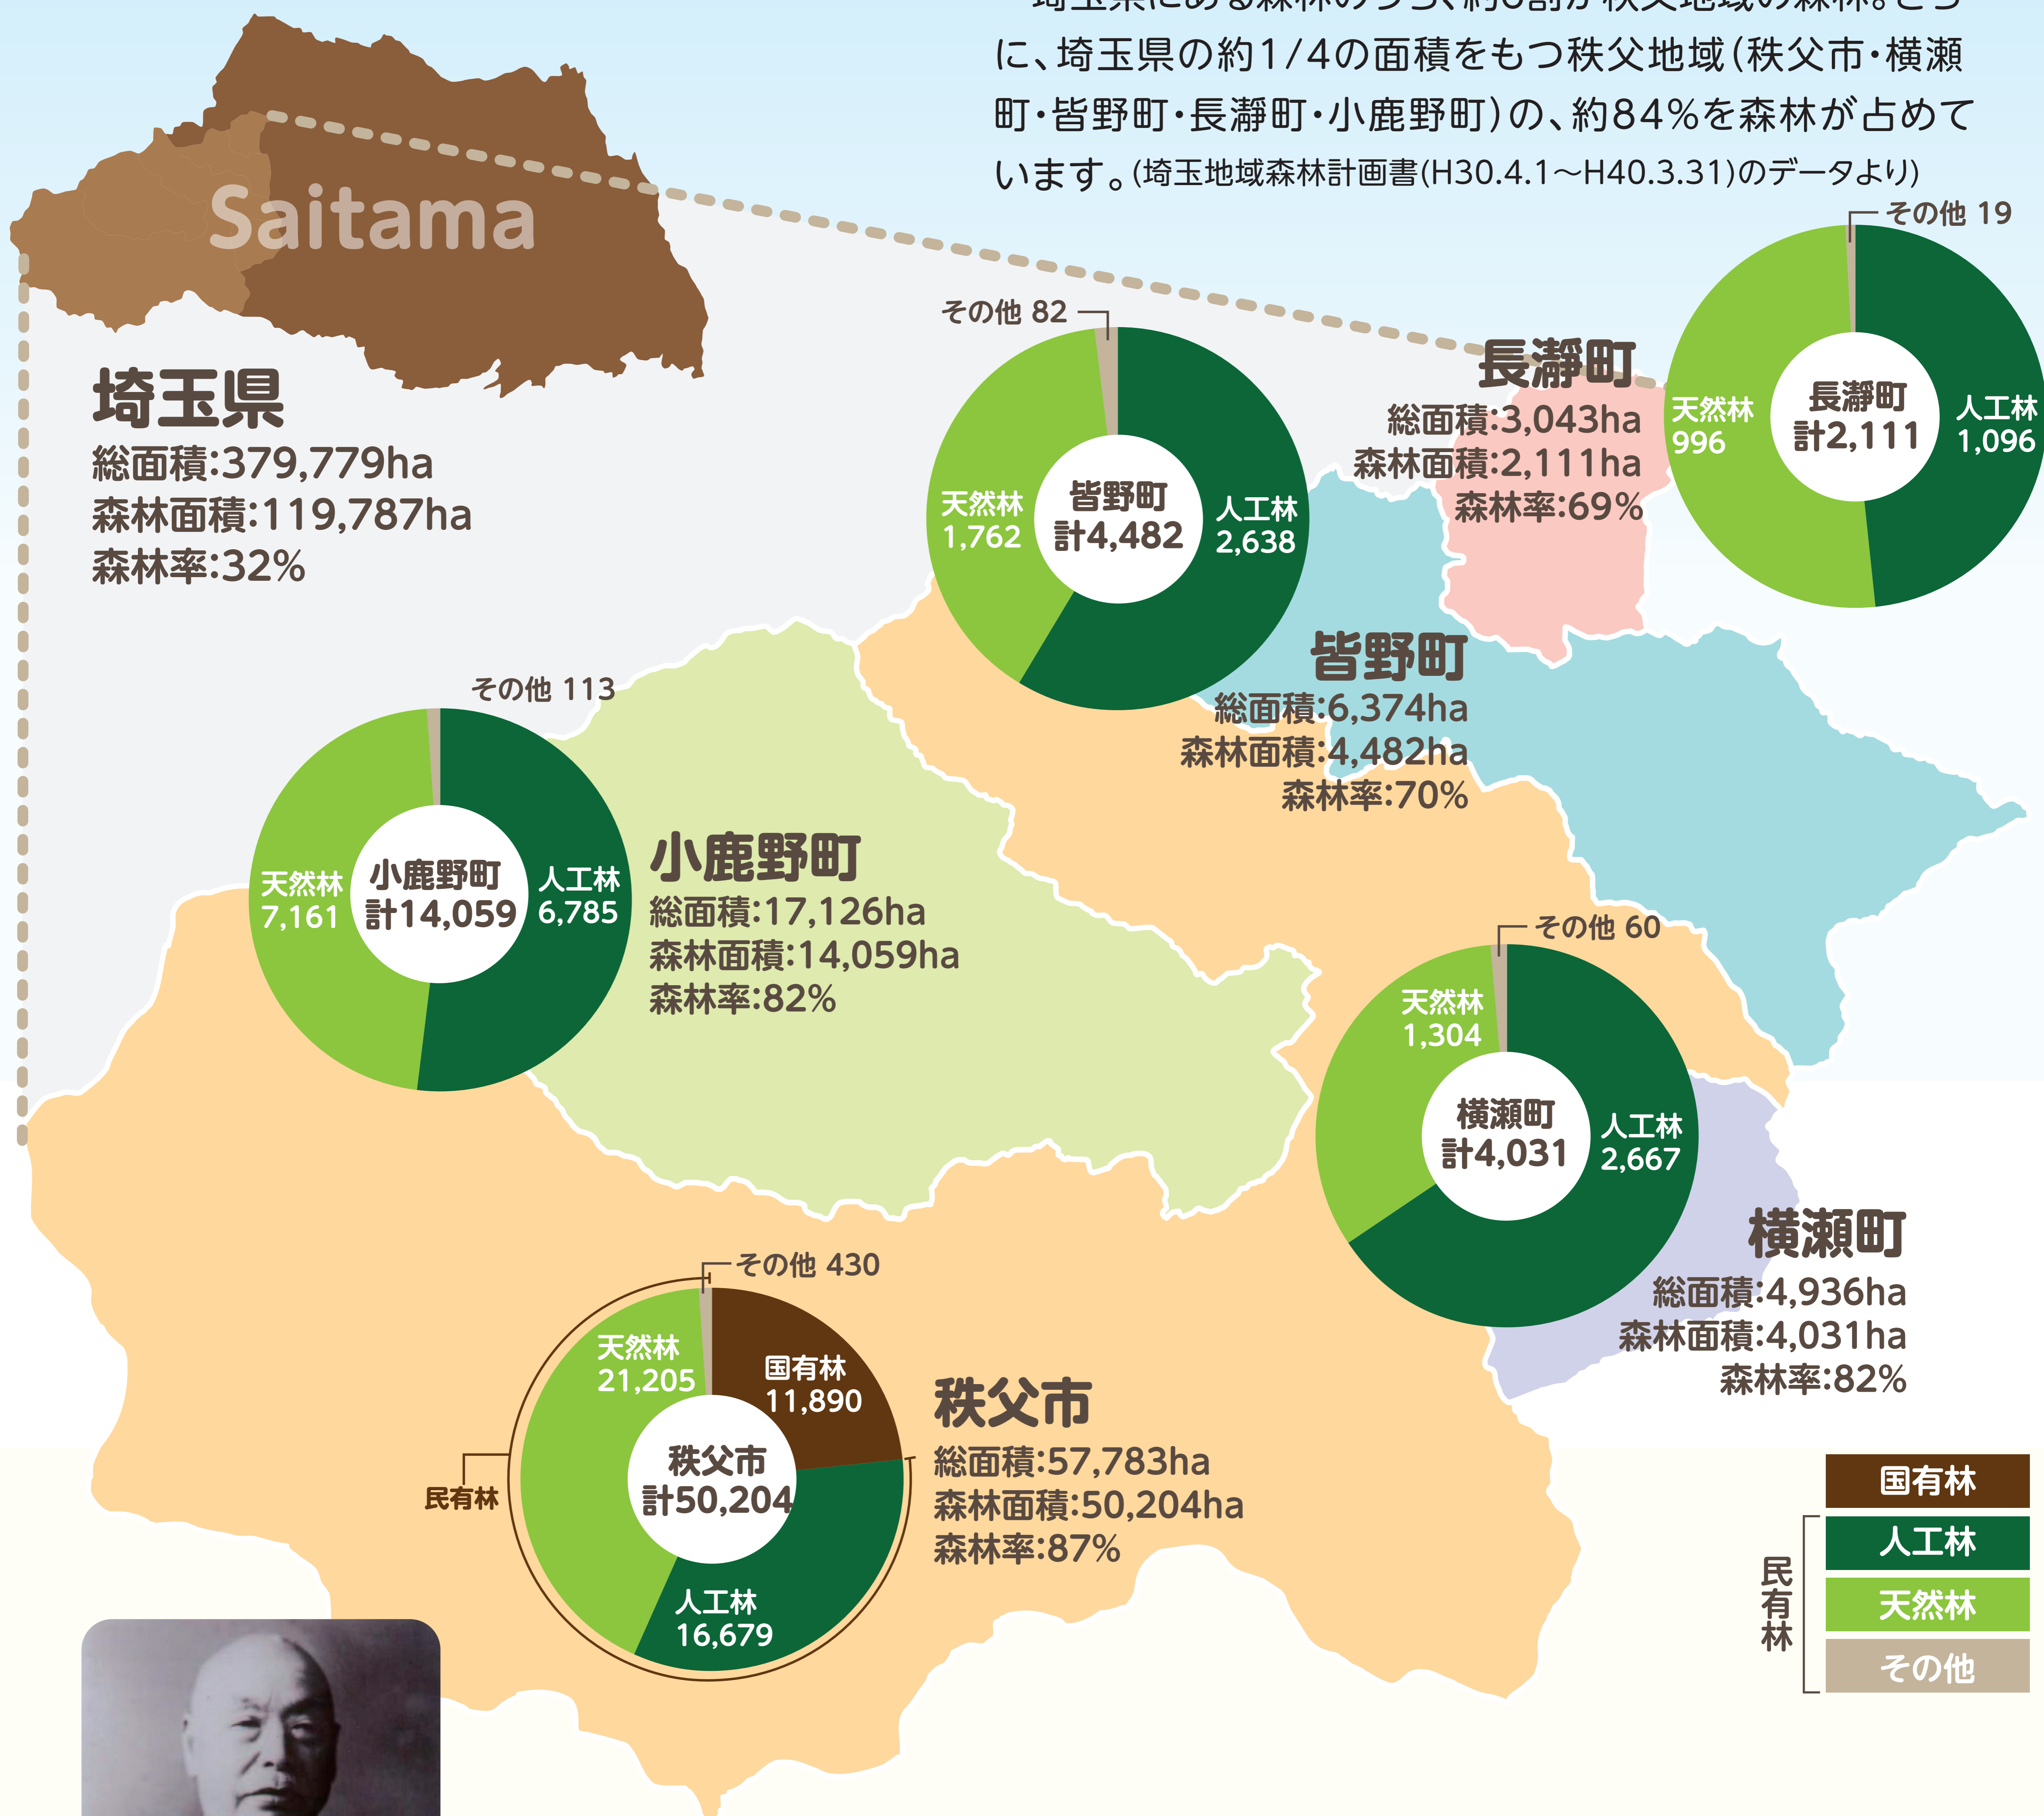 に、埼玉県の約1/4の面積をもつ秩父地域(秩父市・横瀬
町・皆野町・長瀞町・小鹿野町)の、約84%を森林が占めて
います。(埼玉地域森林計画書(H30.4.1～H40.3.31)のデータより)
Saitama
埼玉県
総面積:379,779ha
森林面積:119,787ha
森林率:32%
その他 19
長瀞町
計2,111
天然林
996
人工林
1,096
長瀞町
総面積:3,043ha
森林面積:2,111ha
森林率:69%
その他 82
皆野町
計4,482
天然林
1,762
人工林
2,638
皆野町
総面積:6,374ha
森林面積:4,482ha
森林率:70%
その他 113
小鹿野町
計14,059
天然林
7,161
人工林
6,785
小鹿野町
総面積:17,126ha
森林面積:14,059ha
森林率:82%
その他 60
天然林
1,304
横瀬町
計4,031
人工林
2,667
横瀬町
総面積:4,936ha
森林面積:4,031ha
森林率:82%
その他 430
天然林
21,205
国有林
11,890
秩父市
計50,204
民有林
人工林
16,679
秩父市
総面積:57,783ha
森林面積:50,204ha
森林率:87%
国有林
民有林
人工林
天然林
その他